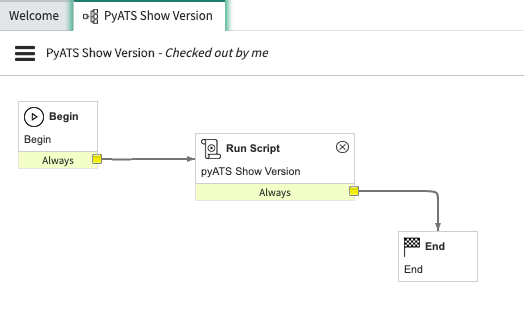 Welcome
PyATS Show Version
PyATS Show Version - Checked out by me
Begin
Begin
Always
Run Script
pyATS Show Version
Always
End
End